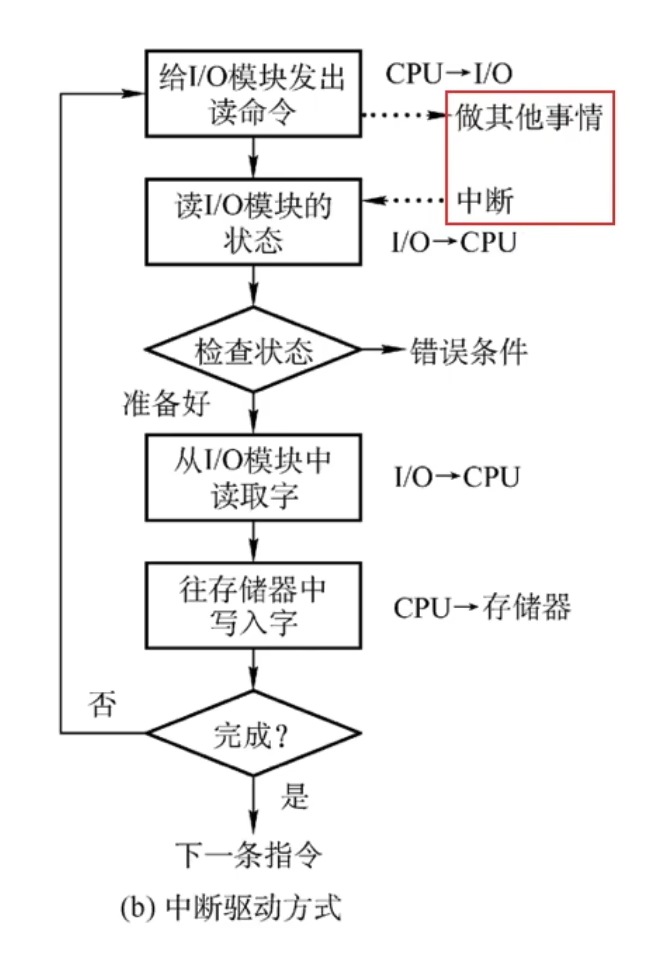 给I/O模块发出
读命令
CPU→I/O
做其他事情
读I/O模块的
状态
中断
I/O→CPU
检查状态
错误条件
准备好
从I/O模块中
读取字
I/O→CPU
往存储器中
写入字
CPU→存储器
否
完成?
是
下一条指令
(b) 中断驱动方式